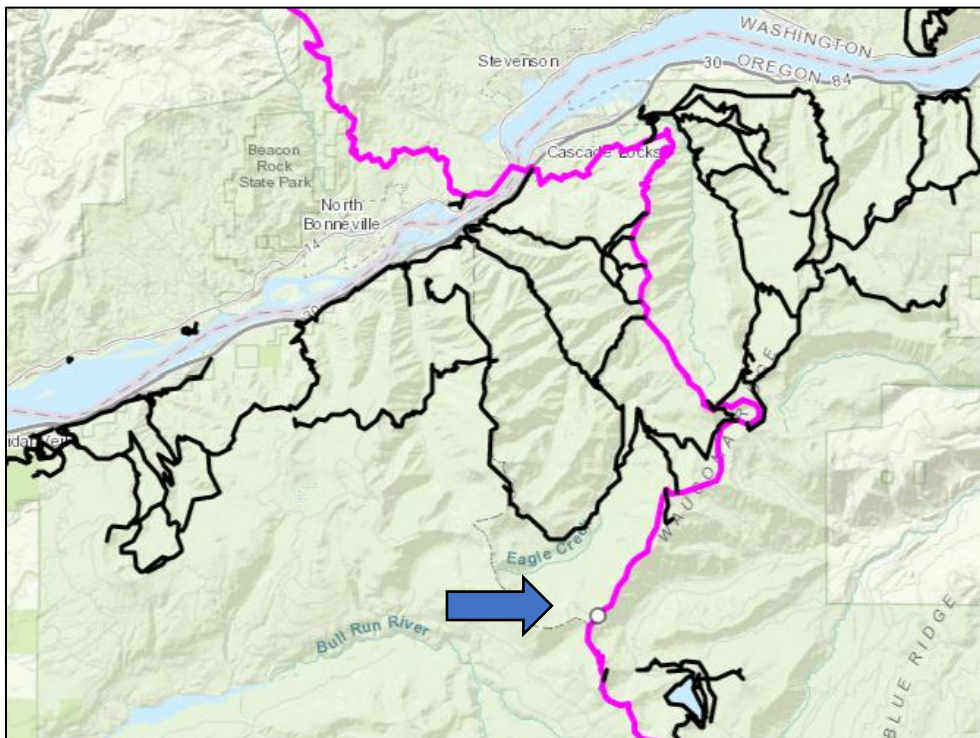 WASHINGTON
Stevenson
30
OREGON
84
Beacon
Rock
State Park
Cascade Locks
North
Bonneville
14
30
Eagle Creek
Bull Run River
BLUE RIDGE